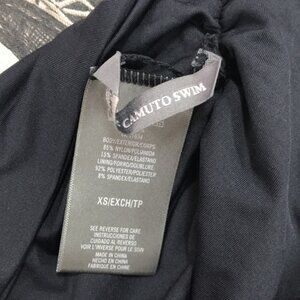 CAMUTO SWIM
BODY/EXTERIOR/CORPS
85% NYLON/POLIAMIDA
15% SPANDEX/ELASTANO
LINING/FORRO/DOUBLURE
92% POLYESTER/POLIÉSTER
8% SPANDEX/ELASTANO
XS/EXCH/TP
SEE REVERSE FOR CARE
INSTRUCCIONES DE
CUIDADO AL REVERSO
VOIR L'INVERSE POUR LE SOIN
MADE IN CHINA
HECHO EN CHINA
FABRIQUÉ EN CHINE